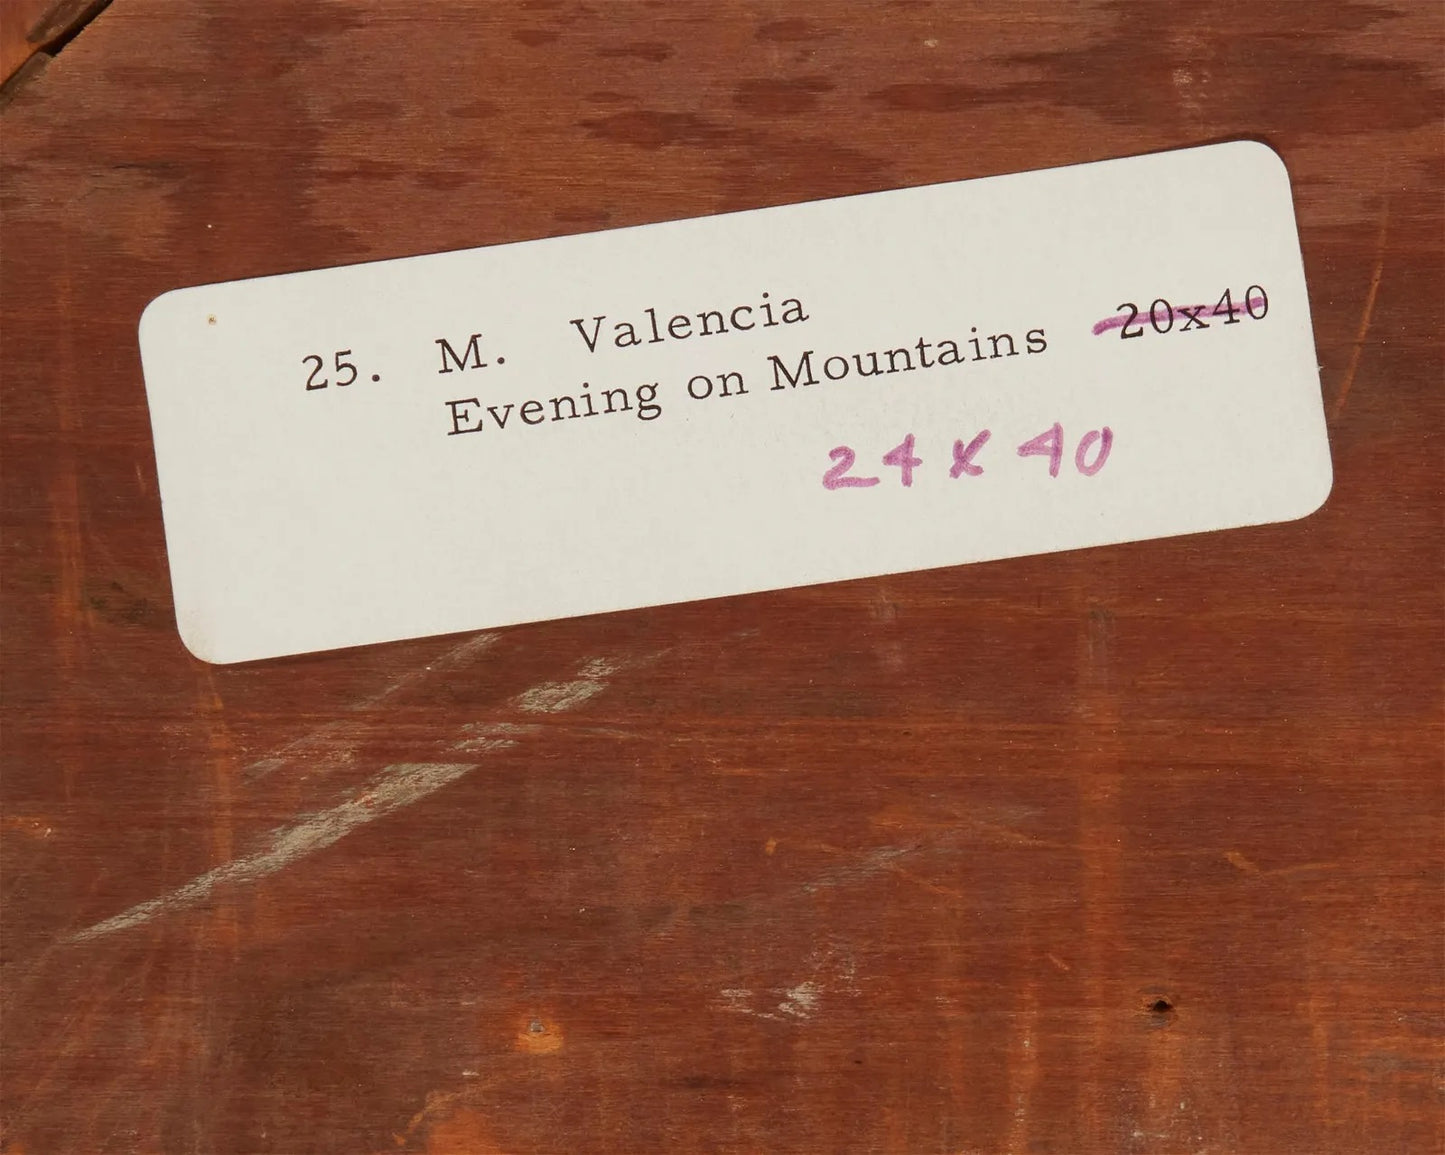 25. M. Valencia
Evening on Mountains 20x40
24 x 40